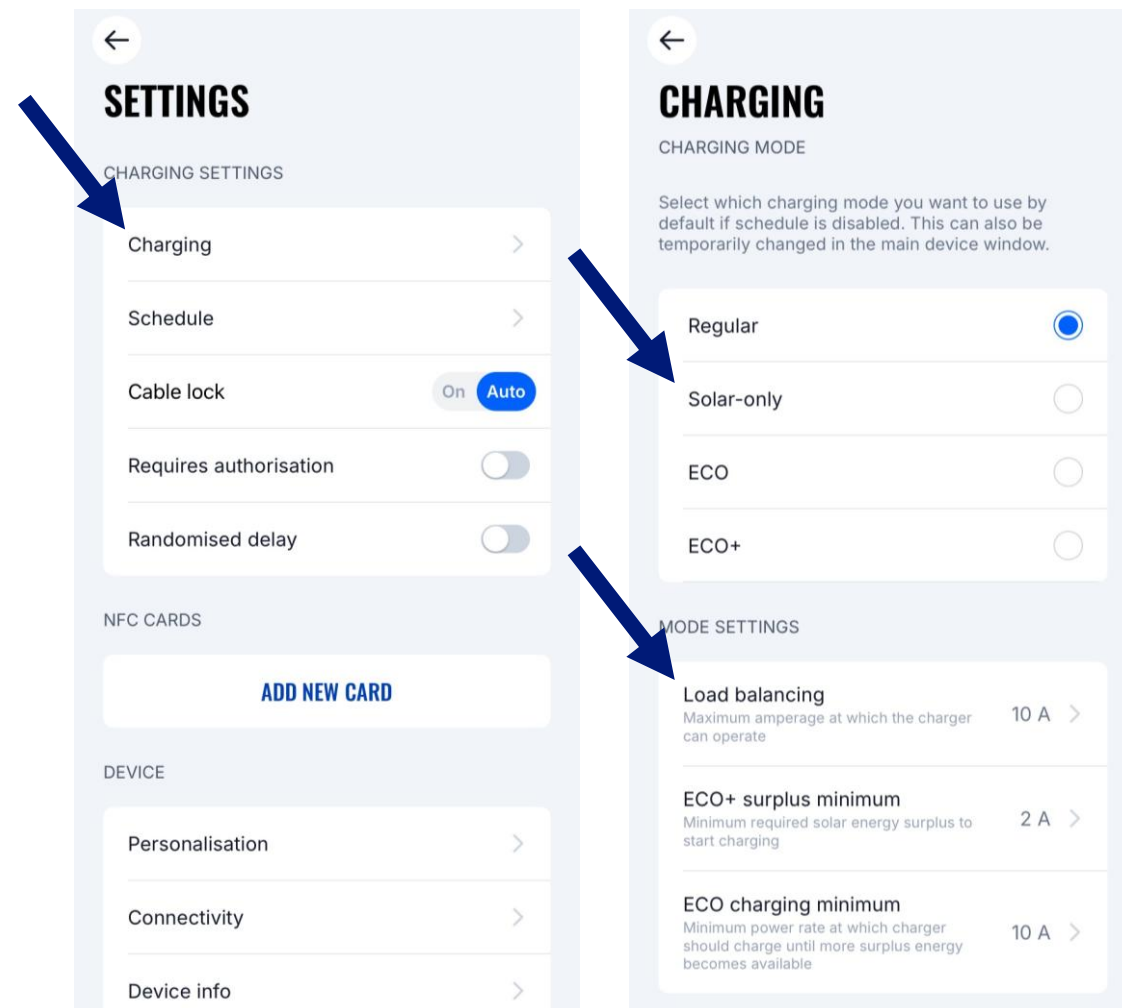 SETTINGS
CHARGING SETTINGS
Charging
Schedule
Cable lock On Auto
Requires authorisation
Randomised delay
NFC CARDS
ADD NEW CARD
DEVICE
Personalisation
Connectivity
Device info
CHARGING
CHARGING MODE
Select which charging mode you want to use by
default if schedule is disabled. This can also be
temporarily changed in the main device window.
Regular
Solar-only
ECO
ECO+
MODE SETTINGS
Load balancing
Maximum amperage at which the charger
can operate
10 A
ECO+ surplus minimum
Minimum required solar energy surplus to
start charging
2 A
ECO charging minimum
Minimum power rate at which charger
should charge until more surplus energy
becomes available
10 A